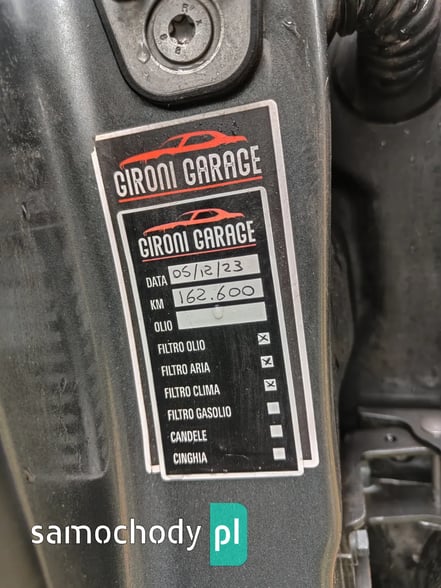 GIRONI GARAGE
GIRONI GARAGE
DATA 05/12/23
KM 162.600
OLIO
FILTRO OLIO
FILTRO ARIA
FILTRO CLIMA
FILTRO GASOLIO
CANDELE
CINGHIA
samochody pl